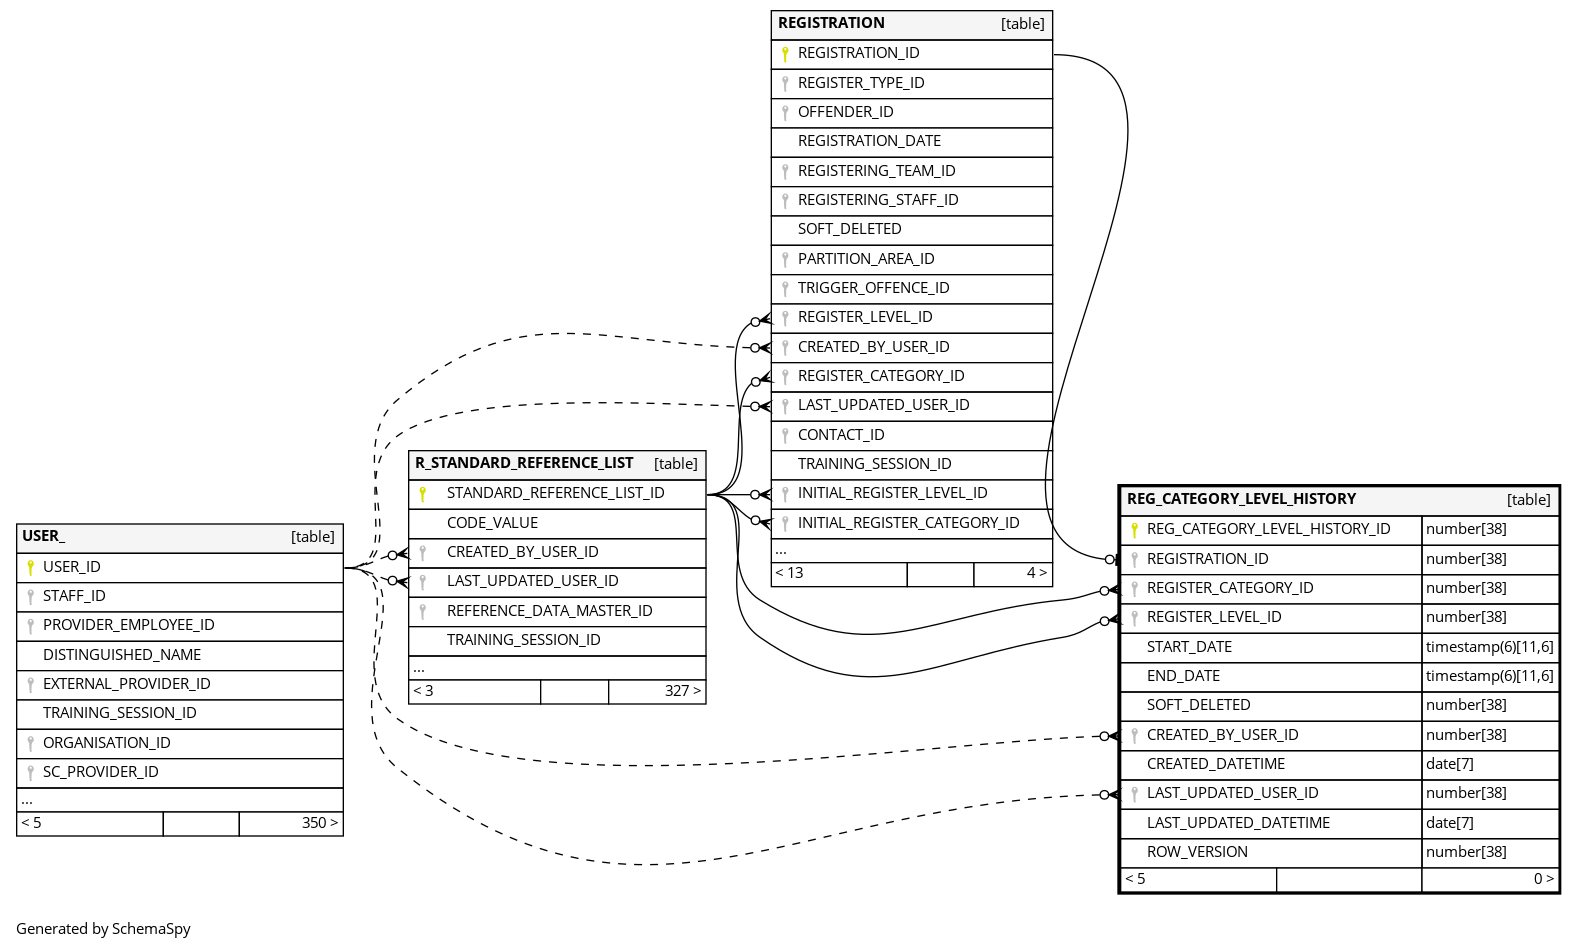 REGISTRATION [table]
REGISTRATION_ID
REGISTER_TYPE_ID
OFFENDER_ID
REGISTRATION_DATE
REGISTERING_TEAM_ID
REGISTERING_STAFF_ID
SOFT_DELETED
PARTITION_AREA_ID
TRIGGER_OFFENCE_ID
REGISTER_LEVEL_ID
CREATED_BY_USER_ID
REGISTER_CATEGORY_ID
LAST_UPDATED_USER_ID
CONTACT_ID
TRAINING_SESSION_ID
INITIAL_REGISTER_LEVEL_ID
INITIAL_REGISTER_CATEGORY_ID
...
< 13 4 >
R_STANDARD_REFERENCE_LIST [table]
STANDARD_REFERENCE_LIST_ID
CODE_VALUE
CREATED_BY_USER_ID
LAST_UPDATED_USER_ID
REFERENCE_DATA_MASTER_ID
TRAINING_SESSION_ID
...
< 3 327 >
USER_ [table]
USER_ID
STAFF_ID
PROVIDER_EMPLOYEE_ID
DISTINGUISHED_NAME
EXTERNAL_PROVIDER_ID
TRAINING_SESSION_ID
ORGANISATION_ID
SC_PROVIDER_ID
...
< 5 350 >
REG_CATEGORY_LEVEL_HISTORY [table]
REG_CATEGORY_LEVEL_HISTORY_ID number[38]
REGISTRATION_ID number[38]
REGISTER_CATEGORY_ID number[38]
REGISTER_LEVEL_ID number[38]
START_DATE timestamp(6)[11,6]
END_DATE timestamp(6)[11,6]
SOFT_DELETED number[38]
CREATED_BY_USER_ID number[38]
CREATED_DATETIME date[7]
LAST_UPDATED_USER_ID number[38]
LAST_UPDATED_DATETIME date[7]
ROW_VERSION number[38]
< 5 0 >
Generated by SchemaSpy